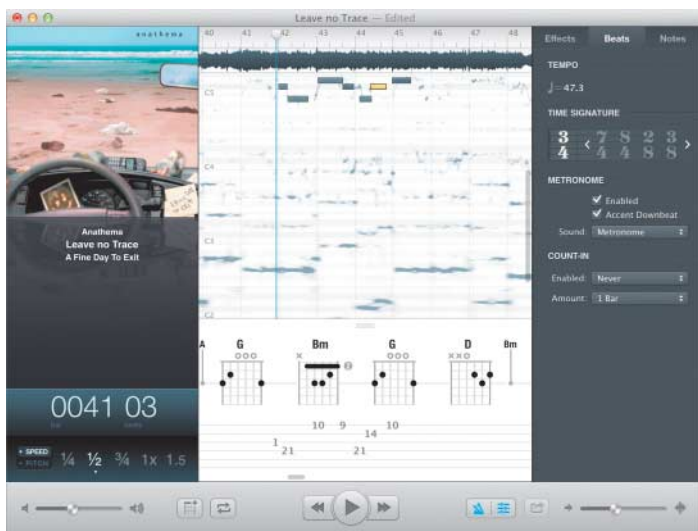 Leave no Trace — Edited
anathema
40 41 42 43 44 45 46 47 48
C5
C4
C3
C2
Anathema
Leave no Trace
A Fine Day To Exit
A G Bm G D Bm
x x x o
2
10 9 10
14
1
21 21
0041 03
bar beats
+ SPEED
+ PITCH
1/4 1/2 3/4 1x 1.5
Effects Beats Notes
TEMPO
♩= 47.3
TIME SIGNATURE
3/4 < 7/4 8/4 2/8 3/8 >
METRONOME
Enabled
Accent Downbeat
Sound: Metronome
COUNT-IN
Enabled: Never
Amount: 1 Bar